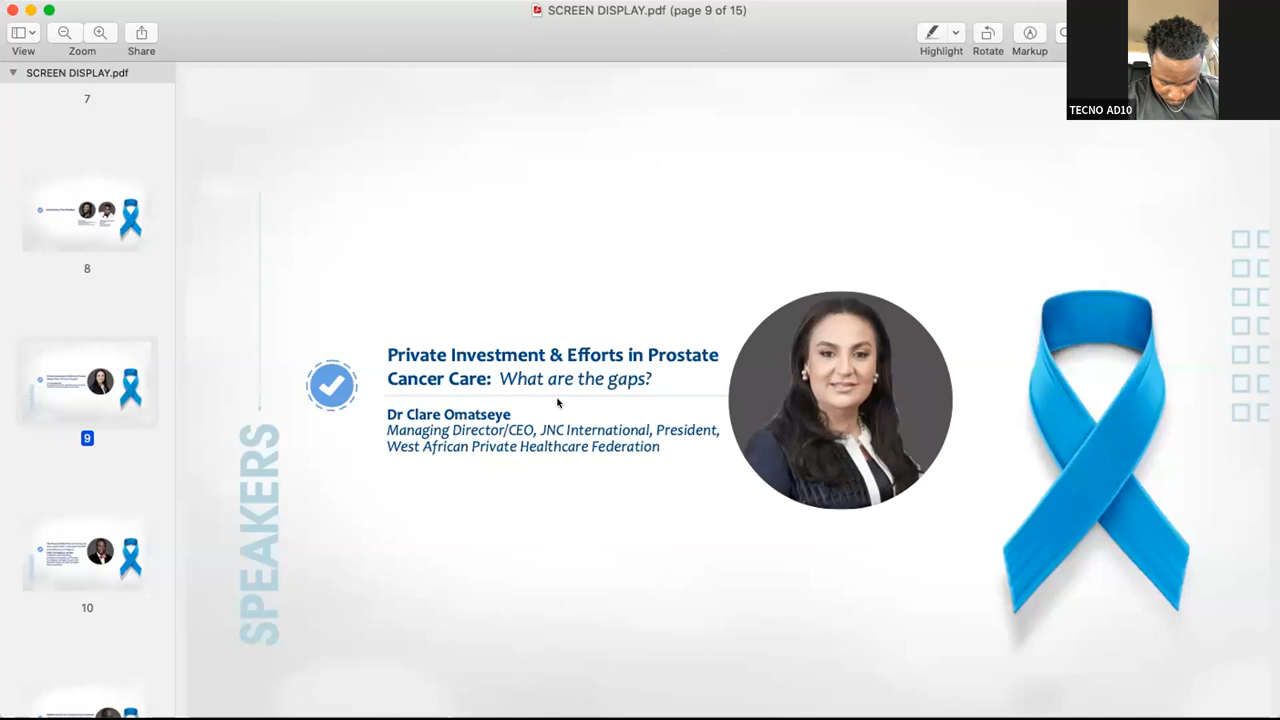 SCREEN DISPLAY.pdf (page 9 of 15)
View
Zoom
Share
Highlight
Rotate
Markup
TECNO AD10
SCREEN DISPLAY.pdf
7
8
9
10
SPEAKERS
Private Investment & Efforts in Prostate
Cancer Care: What are the gaps?
Dr Clare Omatseye
Managing Director/CEO, JNC International, President,
West African Private Healthcare Federation